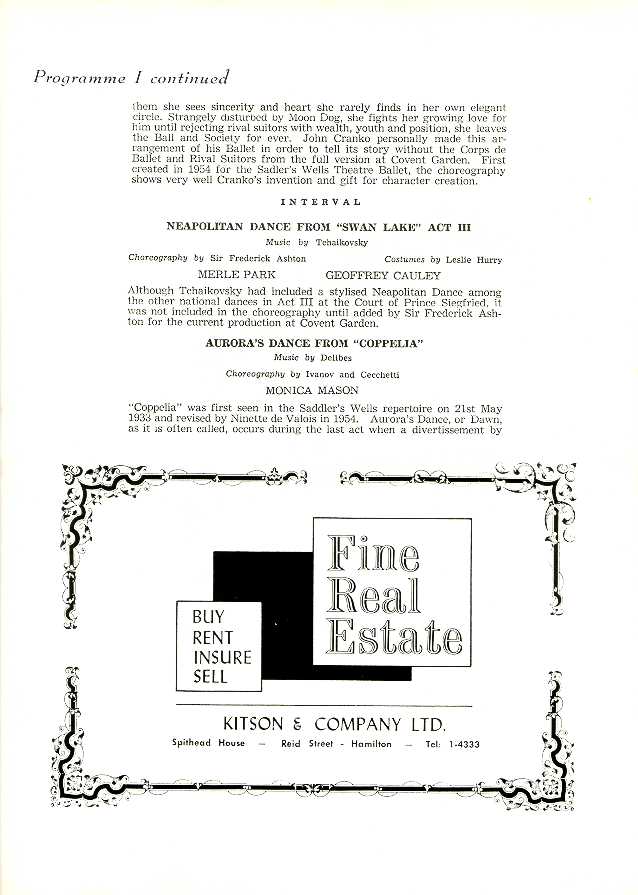 Programme I continued
them she sees sincerity and heart she rarely finds in her own elegant
circle. Strangely disturbed by Moon Dog, she fights her growing love for
him until rejecting rival suitors with wealth, youth and position, she leaves
the Ball and Society for ever. John Cranko personally made this ar-
rangement of his Ballet in order to tell its story without the Corps de
Ballet and Rival Suitors from the full version at Covent Garden. First
created in 1954 for the Sadler's Wells Theatre Ballet, the choreography
shows very well Cranko's invention and gift for character creation.
INTERVAL
NEAPOLITAN DANCE FROM "SWAN LAKE" ACT III
Music by Tchaikovsky
Choreography by Sir Frederick Ashton Costumes by Leslie Hurry
MERLE PARK GEOFFREY CAULEY
Although Tchaikovsky had included a stylised Neapolitan Dance among
the other national dances in Act III at the Court of Prince Siegfried, it
was not included in the choreography until added by Sir Frederick Ash-
ton for the current production at Covent Garden.
AURORA'S DANCE FROM "COPPELIA"
Music by Delibes
Choreography by Ivanov and Cecchetti
MONICA MASON
"Coppelia" was first seen in the Saddler's Wells repertoire on 21st May
1933 and revised by Ninette de Valois in 1954. Aurora's Dance, or Dawn,
as it is often called, occurs during the last act when a divertissement by
Fine
Real
Estate
BUY
RENT
INSURE
SELL
KITSON & COMPANY LTD.
Spithead House — Reid Street - Hamilton — Tel: 1-4333